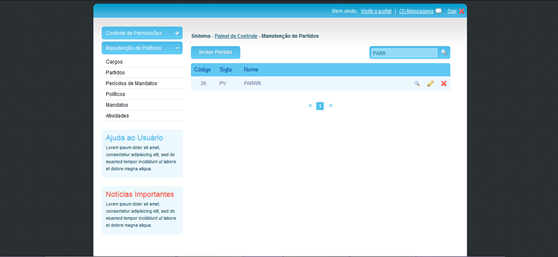 Bem vindo, Visite o portal | (3) Mensagens Sair
Controle de Permissões +
Manutenção de Políticos −
Cargos
Partidos
Períodos de Mandatos
Políticos
Mandatos
Atividades
Ajuda ao Usuário
Lorem ipsum dolor sit amet,
consectetur adipisicing elit, sed do
eiusmod tempor incididunt ut labore
et dolore magna aliqua.
Notícias Importantes
Lorem ipsum dolor sit amet,
consectetur adipisicing elit, sed do
eiusmod tempor incididunt ut labore
et dolore magna aliqua.
Sistema - Painel de Controle - Manutenção de Partidos
Incluir Partido
PARR
Código Sigla Nome
36 PV PARRR
« 1 »